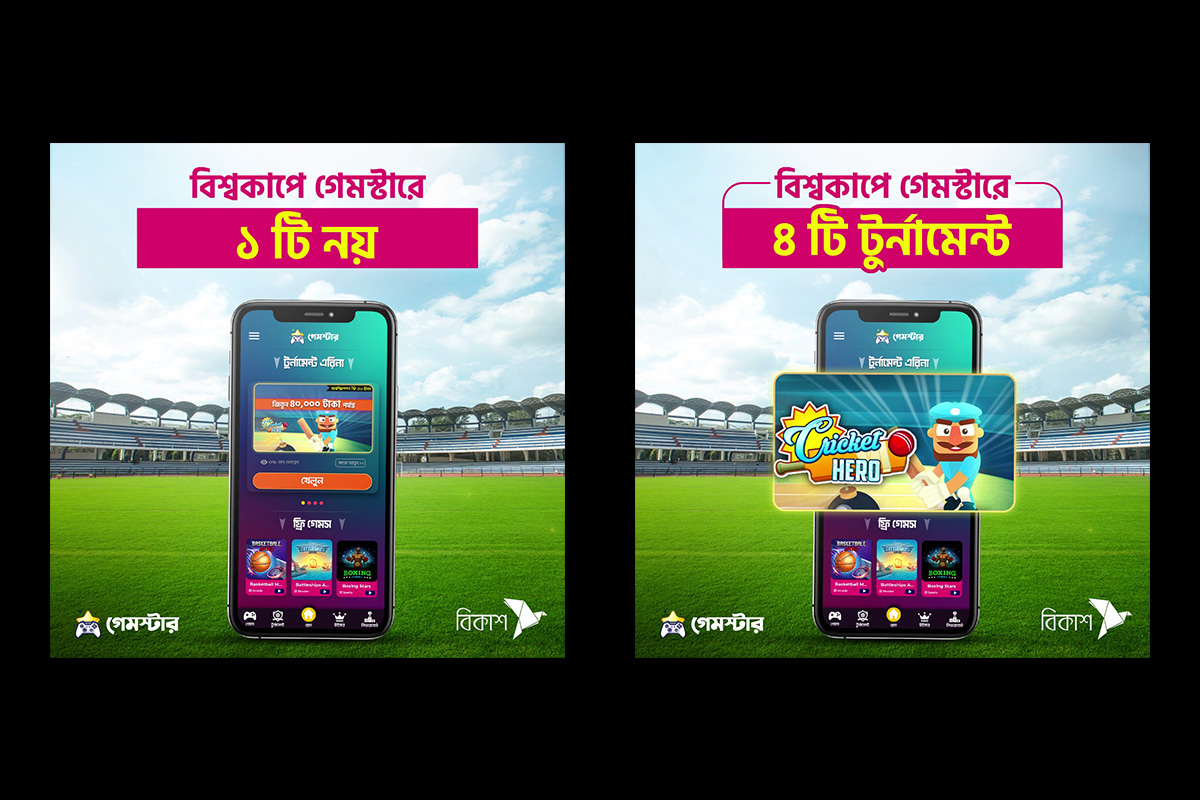 বিশ্বকাপে গেমস্টারে
১ টি নয়
গেমস্টার
টুর্নামেন্ট এরিনা
জিতুন ৪০,০০০ টাকা পর্যন্ত
খেলুন
ফ্রি গেমস
BASKETBALL
BOXING
Basketball M...
Battleships A...
Boxing Stars
গেমস্টার
বিকাশ
বিশ্বকাপে গেমস্টারে
৪ টি টুর্নামেন্ট
গেমস্টার
টুর্নামেন্ট এরিনা
Cricket
HERO
ফ্রি গেমস
BASKETBALL
BOXING
Basketball M...
Battleships A...
Boxing Stars
গেমস্টার
বিকাশ